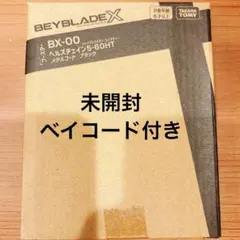 BEYBLADE X
TAKARA TOMY
BX-00
ヘルズチェイン5-60HT
メタルコート ブラック
未開封
ベイコード付き